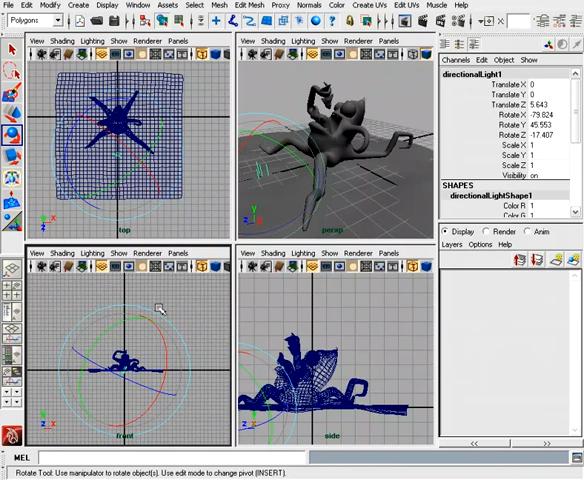 File Edit Modify Create Display Window Assets Select Mesh Edit Mesh Proxy Normals Color Create UVs Edit UVs Muscle Help
Polygons
View Shading Lighting Show Renderer Panels
View Shading Lighting Show Renderer Panels
top
persp
View Shading Lighting Show Renderer Panels
View Shading Lighting Show Renderer Panels
front
side
Channels Edit Object Show
directionalLight1
Translate X 0
Translate Y 0
Translate Z 5.643
Rotate X -79.824
Rotate Y 45.553
Rotate Z -17.407
Scale X 1
Scale Y 1
Scale Z 1
Visibility on
SHAPES
directionalLightShape1
Color R 1
Color G 1
Display Render Anim
Layers Options Help
<< >>
MEL
Rotate Tool: Use manipulator to rotate object(s). Use edit mode to change pivot (INSERT).